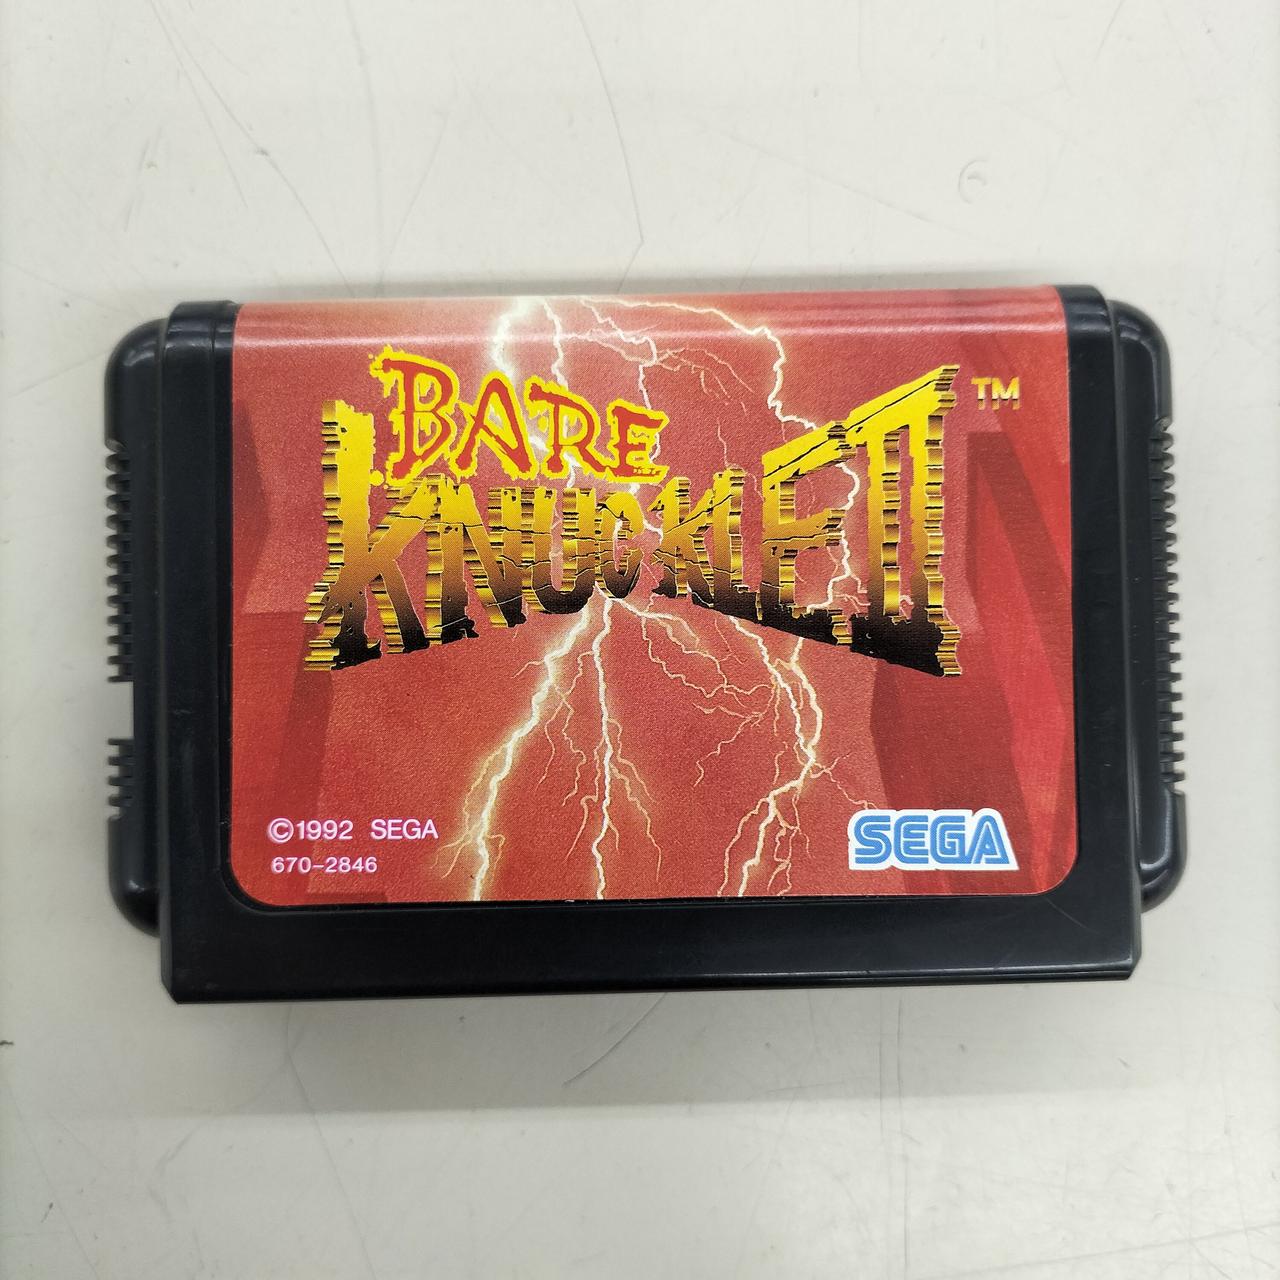 BARE
KNUCKLE II
TM
©1992 SEGA
670-2846
SEGA